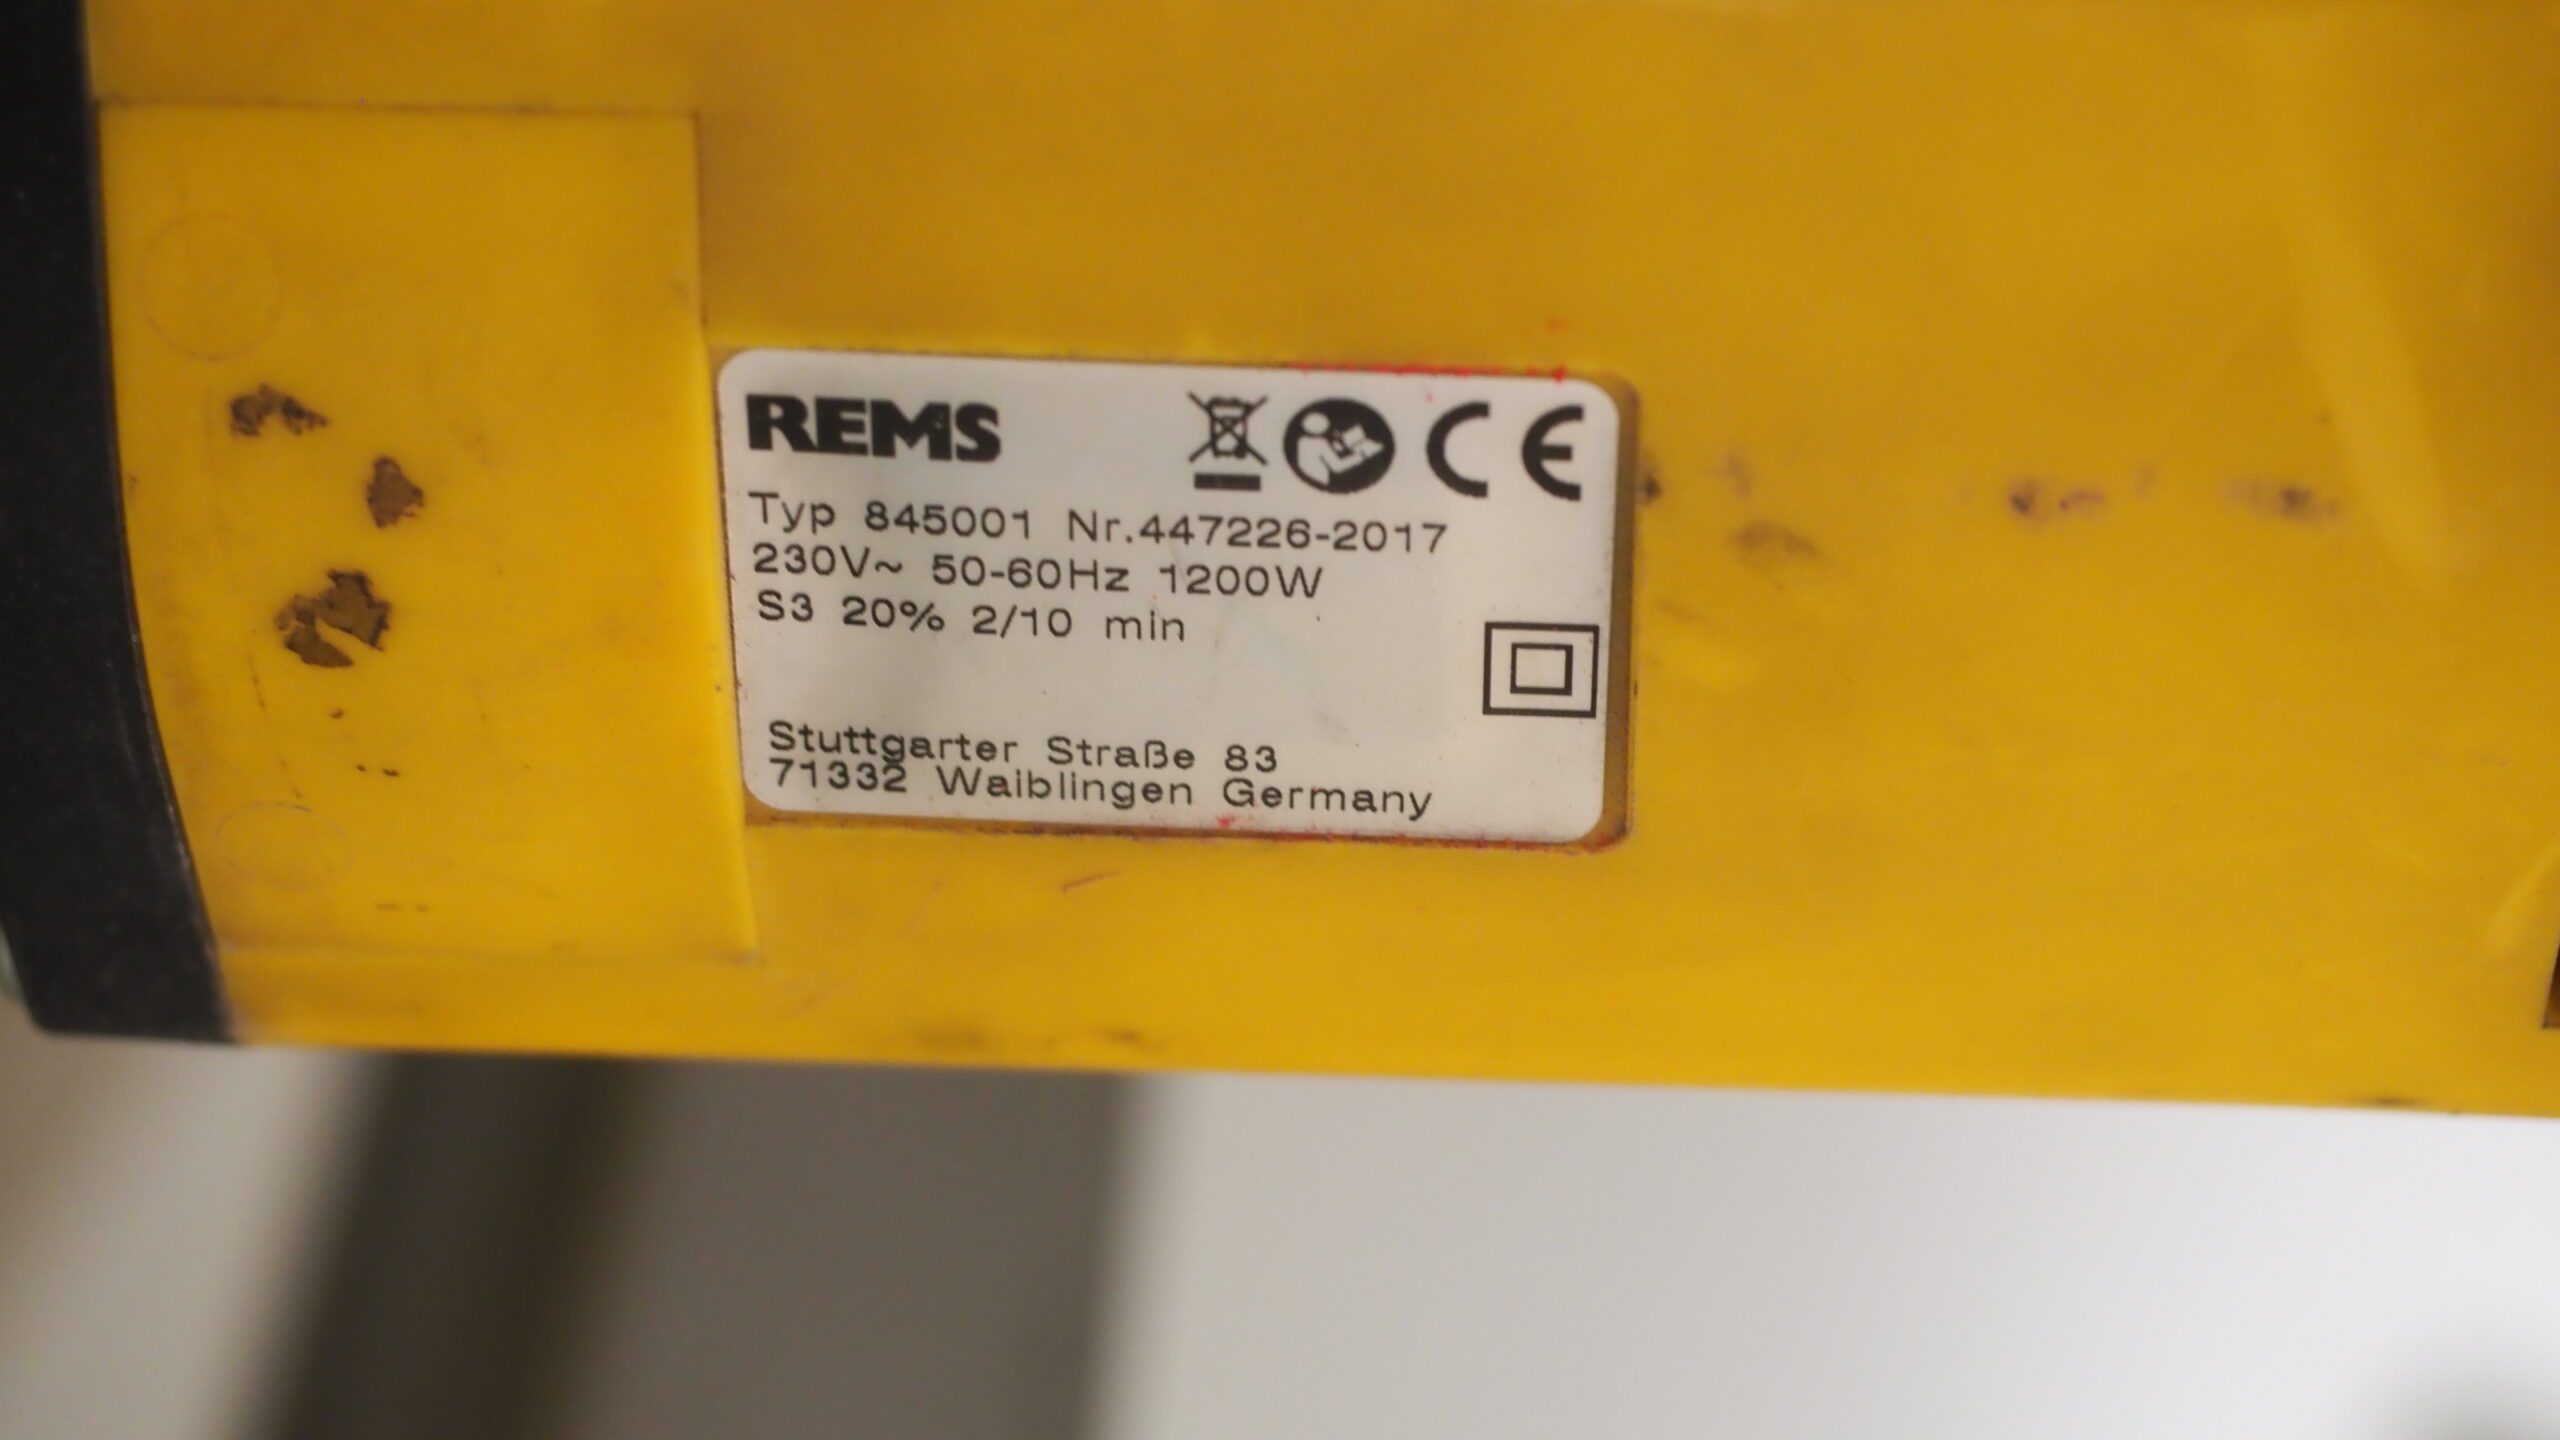 REMS CE
Typ 845001 Nr.447226-2017
230V~ 50-60Hz 1200W
S3 20% 2/10 min
Stuttgarter Straße 83
71332 Waiblingen Germany